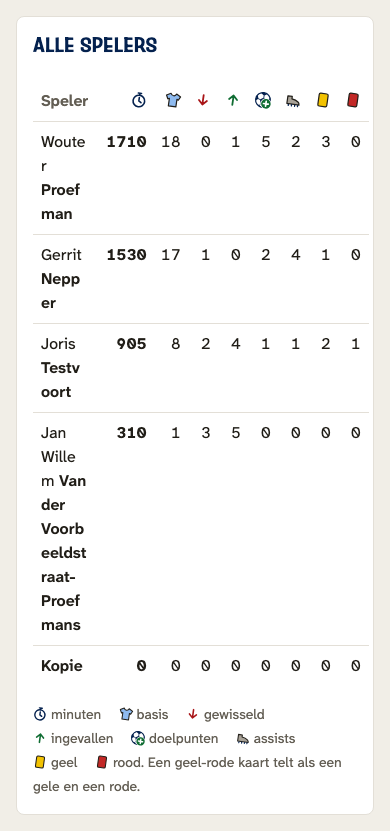 ALLE SPELERS
Speler
Woute 1710 18 0 1 5 2 3 0
r
Proef
man
Gerrit 1530 17 1 0 2 4 1 0
Nepp
er
Joris 905 8 2 4 1 1 2 1
Testv
oort
Jan 310 1 3 5 0 0 0 0
Wille
m Van
der
Voorb
eeldst
raat-
Proef
mans
Kopie 0 0 0 0 0 0 0 0
minuten basis gewisseld
ingevallen doelpunten assists
geel rood. Een geel-rode kaart telt als een
gele en een rode.